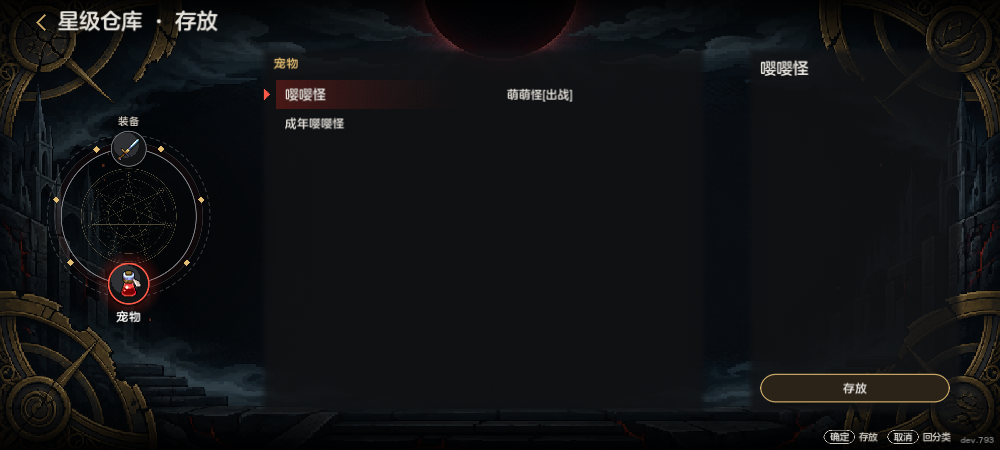 星级仓库 · 存放
宠物
嘤嘤怪
萌萌怪[出战]
成年嘤嘤怪
装备
宠物
嘤嘤怪
存放
确定 存放 取消 回分类
dev.793